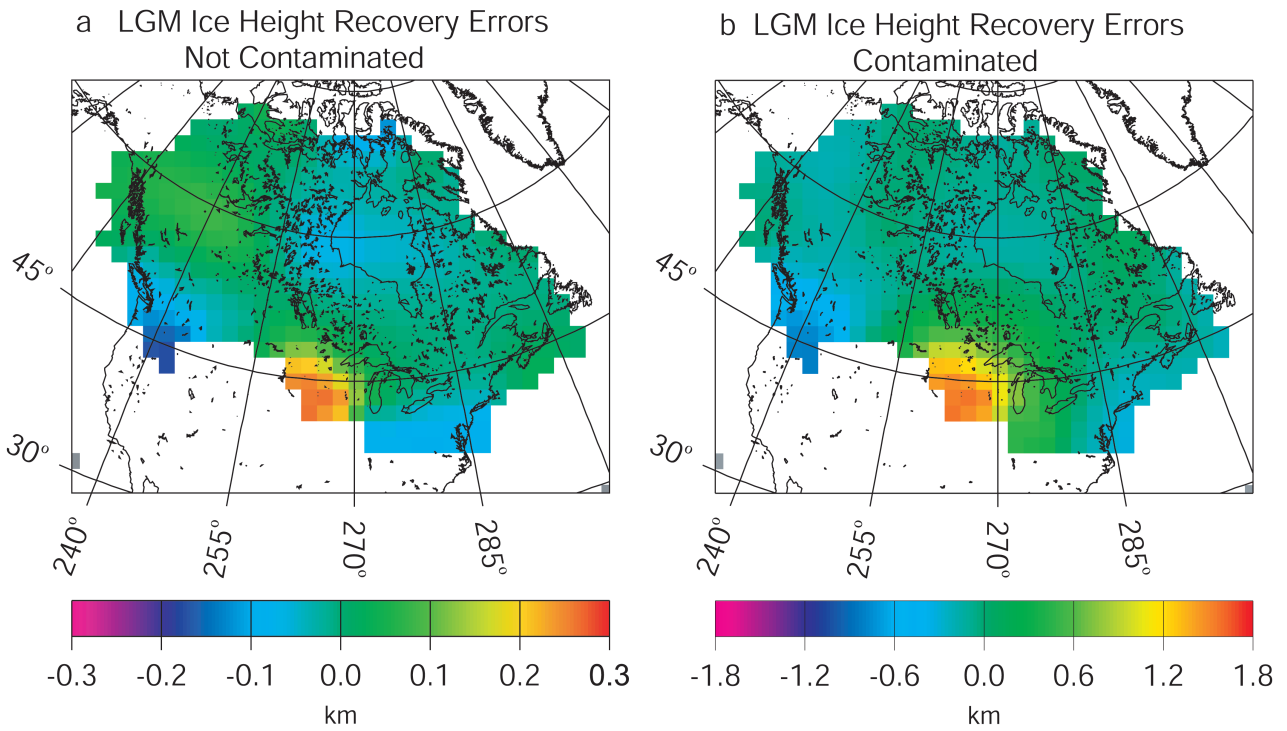 a LGM Ice Height Recovery Errors
Not Contaminated
b LGM Ice Height Recovery Errors
Contaminated
45°
30°
240°
255°
270°
285°
45°
30°
240°
255°
270°
285°
-0.3 -0.2 -0.1 0.0 0.1 0.2 0.3
km
-1.8 -1.2 -0.6 0.0 0.6 1.2 1.8
km